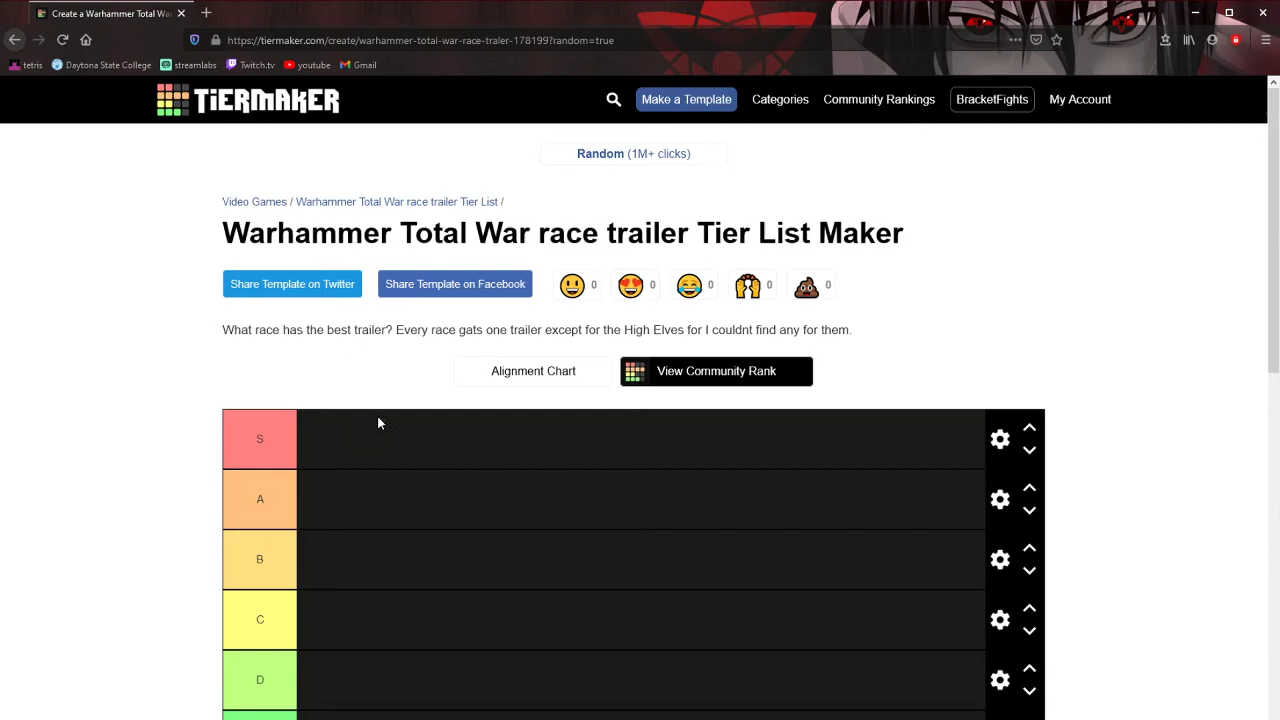 Create a Warhammer Total Wa
https://tiermaker.com/create/warhammer-total-war-race-traler-178199?random=true
tetris Daytona State College streamlabs Twitch.tv youtube Gmail
TiERMAKER Make a Template Categories Community Rankings BracketFights My Account
Random (1M+ clicks)
Video Games / Warhammer Total War race trailer Tier List /
Warhammer Total War race trailer Tier List Maker
Share Template on Twitter Share Template on Facebook 0 0 0 0 0
What race has the best trailer? Every race gats one trailer except for the High Elves for I couldnt find any for them.
Alignment Chart View Community Rank
S
A
B
C
D